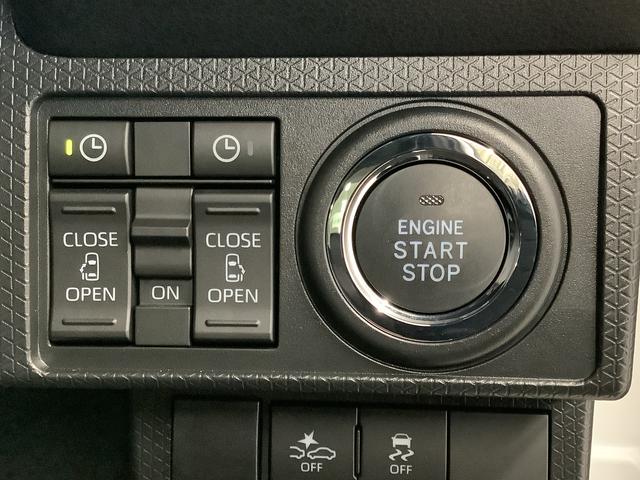 CLOSE
OPEN
ON
CLOSE
OPEN
ENGINE
START
STOP
OFF
OFF